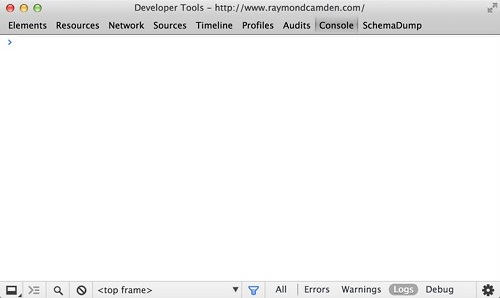 Developer Tools - http://www.raymondcamden.com/
Elements Resources Network Sources Timeline Profiles Audits Console SchemaDump
<top frame> All Errors Warnings Logs Debug